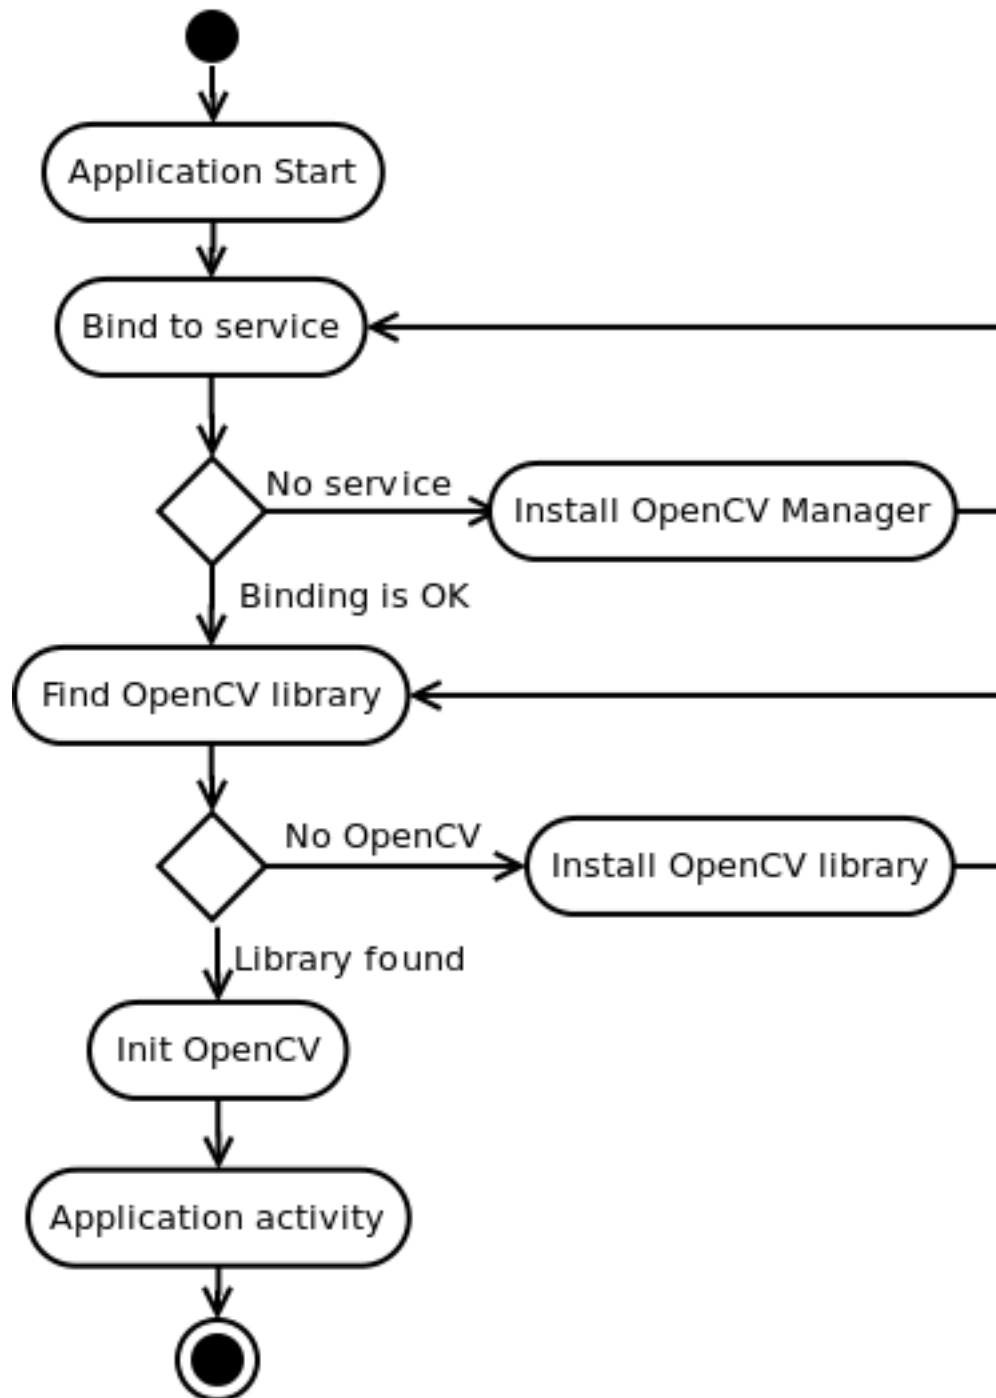 Application Start
Bind to service
No service
Install OpenCV Manager
Binding is OK
Find OpenCV library
No OpenCV
Install OpenCV library
Library found
Init OpenCV
Application activity